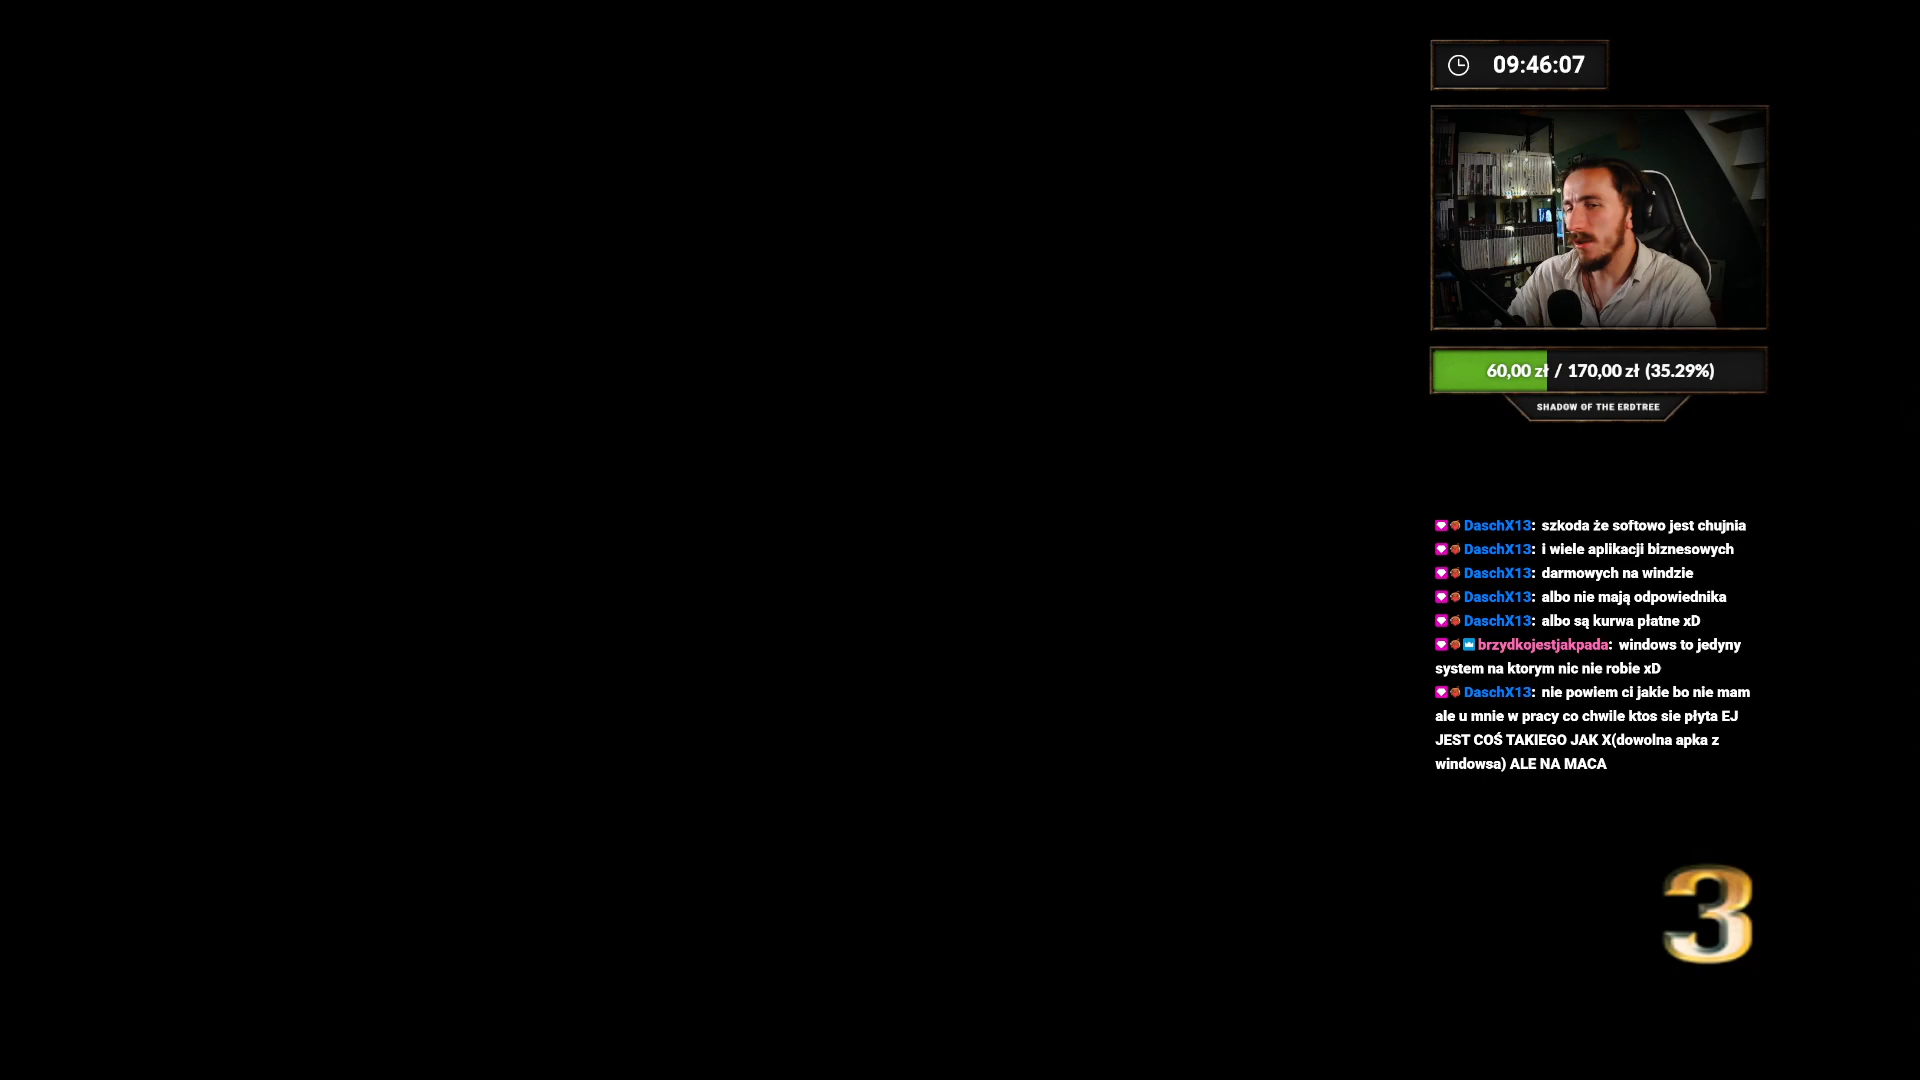 09:46:07
60,00 zł / 170,00 zł (35.29%)
SHADOW OF THE ERDTREE
DaschX13: szkoda że softowo jest chujnia
DaschX13: i wiele aplikacji biznesowych
DaschX13: darmowych na windzie
DaschX13: albo nie mają odpowiednika
DaschX13: albo są kurwa płatne xD
brzydkojestjakpada: windows to jedyny
system na ktorym nic nie robie xD
DaschX13: nie powiem ci jakie bo nie mam
ale u mnie w pracy co chwile ktos sie płyta EJ
JEST COŚ TAKIEGO JAK X(dowolna apka z
windowsa) ALE NA MACA
3